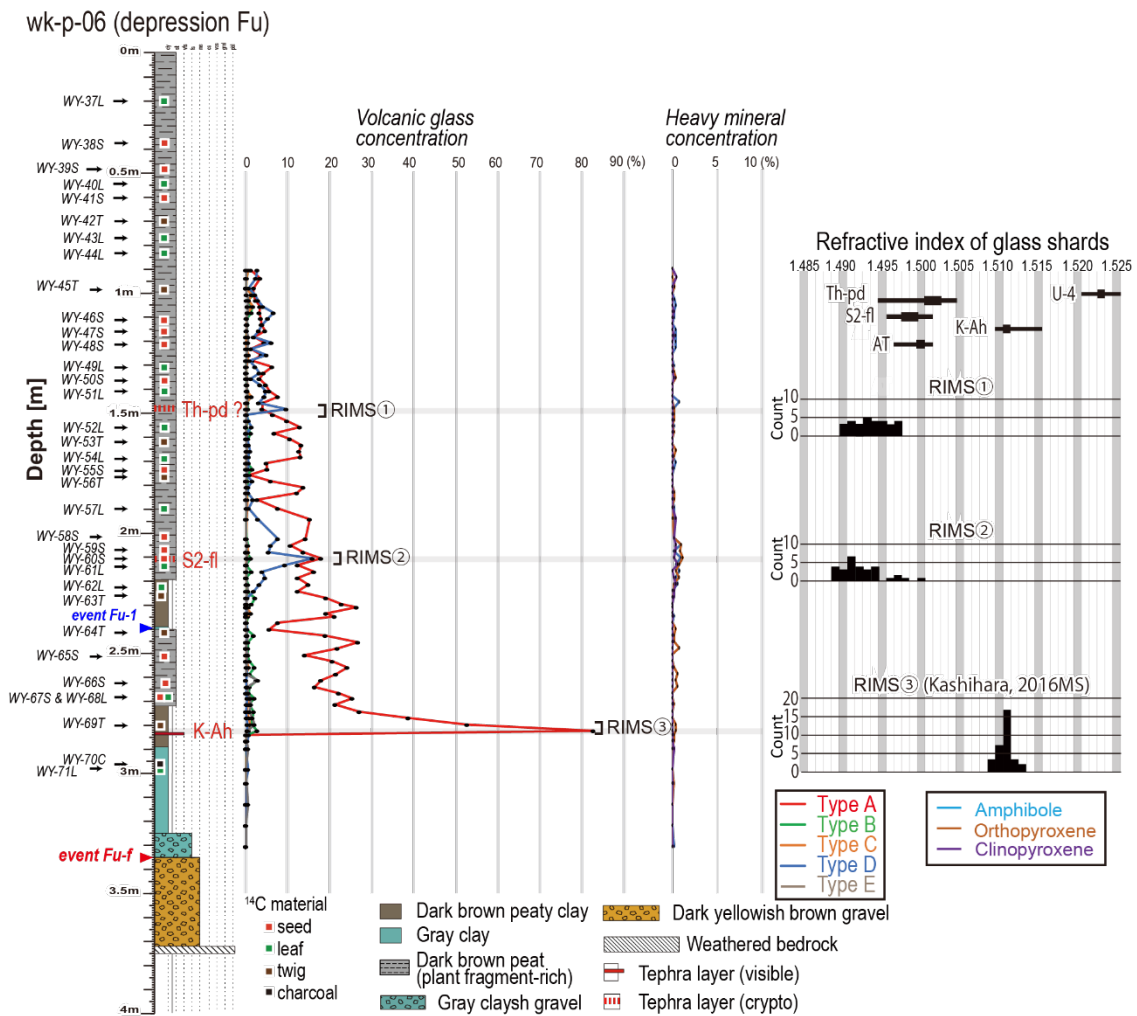 wk-p-06 (depression Fu)
0m
0.5m
1m
1.5m
2m
2.5m
3m
3.5m
4m
Depth [m]
WY-37L
WY-38S
WY-39S
WY-40L
WY-41S
WY-42T
WY-43L
WY-44L
WY-45T
WY-46S
WY-47S
WY-48S
WY-49L
WY-50S
WY-51L
WY-52L
WY-53T
WY-54L
WY-55S
WY-56T
WY-57L
WY-58S
WY-59S
WY-60S
WY-61L
WY-62L
WY-63T
event Fu-1
WY-64T
WY-65S
WY-66S
WY-67S & WY-68L
WY-69T
WY-70C
WY-71L
event Fu-f
Th-pd ?
S2-fl
K-Ah
Volcanic glass
concentration
0 10 20 30 40 50 60 70 80 90 (%)
RIMS①
RIMS②
RIMS③
Heavy mineral
concentration
0 10 (%)
0 10 (%)
Refractive index of glass shards
1.485 1.490 1.495 1.500 1.505 1.510 1.515 1.520 1.525
Th-pd
U-4
S2-fl
K-Ah
AT
RIMS①
10
5
0
Count
RIMS②
10
5
0
Count
RIMS③ (Kashihara, 2016MS)
20
15
10
5
0
Count
Type A
Type B
Type C
Type D
Type E
Amphibole
Orthopyroxene
Clinopyroxene
14C material
seed
leaf
twig
charcoal
Dark brown peaty clay
Gray clay
Dark brown peat
(plant fragment-rich)
Gray claysh gravel
Dark yellowish brown gravel
Weathered bedrock
Tephra layer (visible)
Tephra layer (crypto)